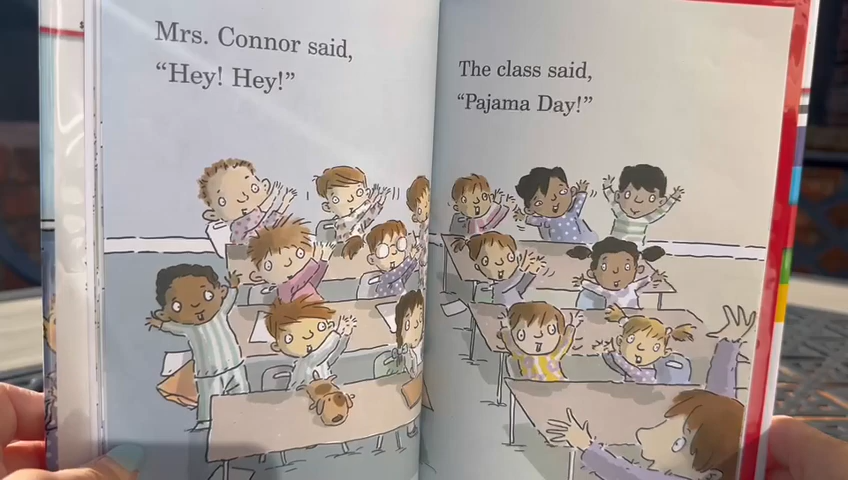 Mrs. Connor said,
“Hey! Hey!”
The class said,
“Pajama Day!”